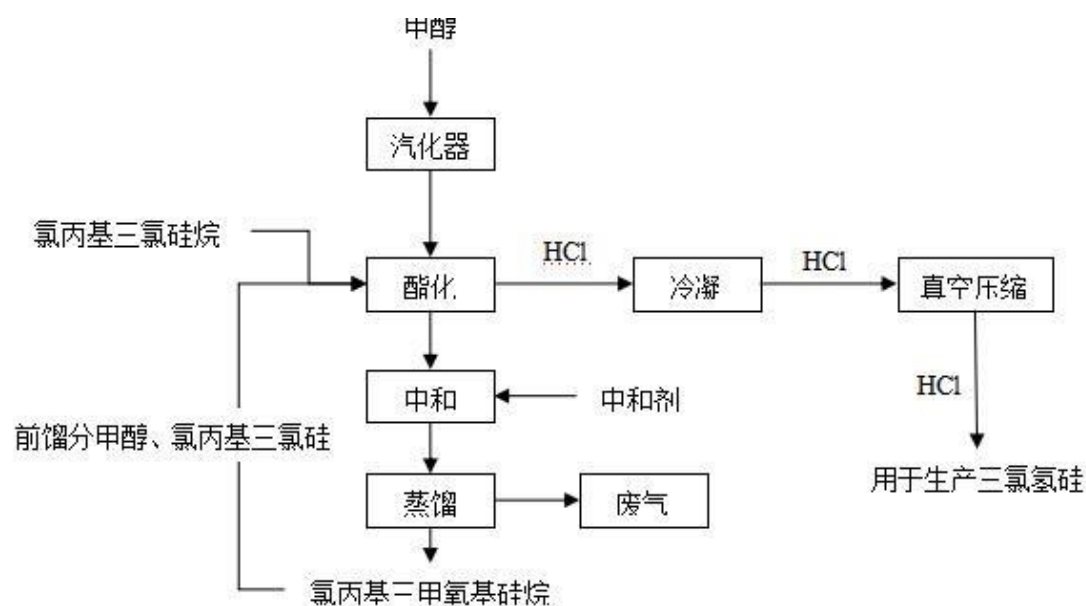 甲醇
汽化器
氯丙基三氯硅烷
HCl
HCl
酯化
冷凝
真空压缩
HCl
中和
中和剂
前馏分甲醇、氯丙基三氯硅
用于生产三氯氢硅
蒸馏
废气
氯丙基三甲氧基硅烷